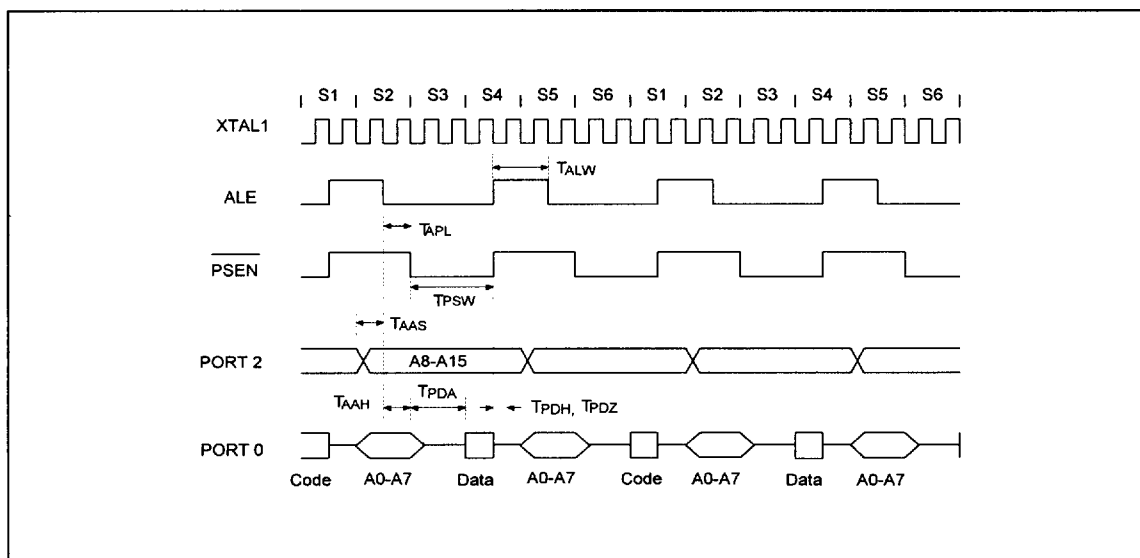 S1 S2 S3 S4 S5 S6 S1 S2 S3 S4 S5 S6
XTAL1
TALW
ALE
TAPL
PSEN
TPSW
TAAS
PORT 2
A8-A15
TAAH TPDA TPDH, TPDZ
PORT 0
Code A0-A7 Data A0-A7 Code A0-A7 Data A0-A7